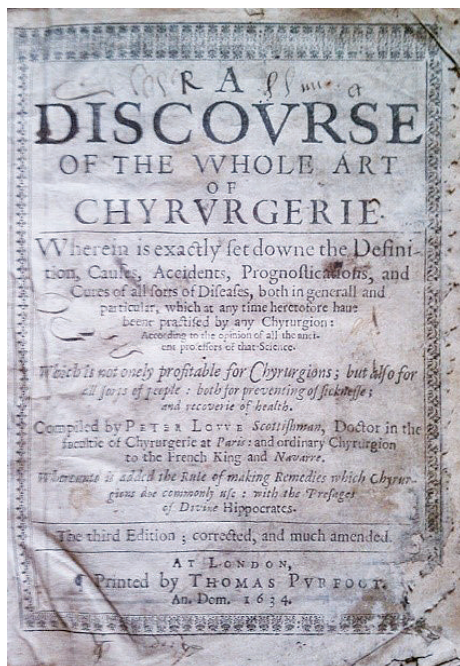 A
DISCOVRSE
OF THE WHOLE ART
OF
CHYRVRGERIE.
Wherein is exactly set downe the Defini-
tion, Causes, Accidents, Prognostications, and
Cures of all sorts of Diseases, both in generall and
particular, which at any time heretofore haue
beene practised by any Chyrurgion:
According to the opinion of all the anci-
ent professors of that Science.
Which is not onely profitable for Chyrurgions; but also for
all sorts of people: both for preventing of sicknesse;
and recoverie of health.
Compiled by PETER LOWE Scottishman, Doctor in the
facultie of Chyrurgerie at Paris: and ordinary Chyrurgion
to the French King and Navarre.
Whereunto is added the Rule of making Remedies which Chyrur-
gions doe commonly use: with the Presages
of Divine Hippocrates.
The third Edition; corrected, and much amended.
AT LONDON,
¶ Printed by THOMAS PVRFOOT.
An. Dom. 1634.